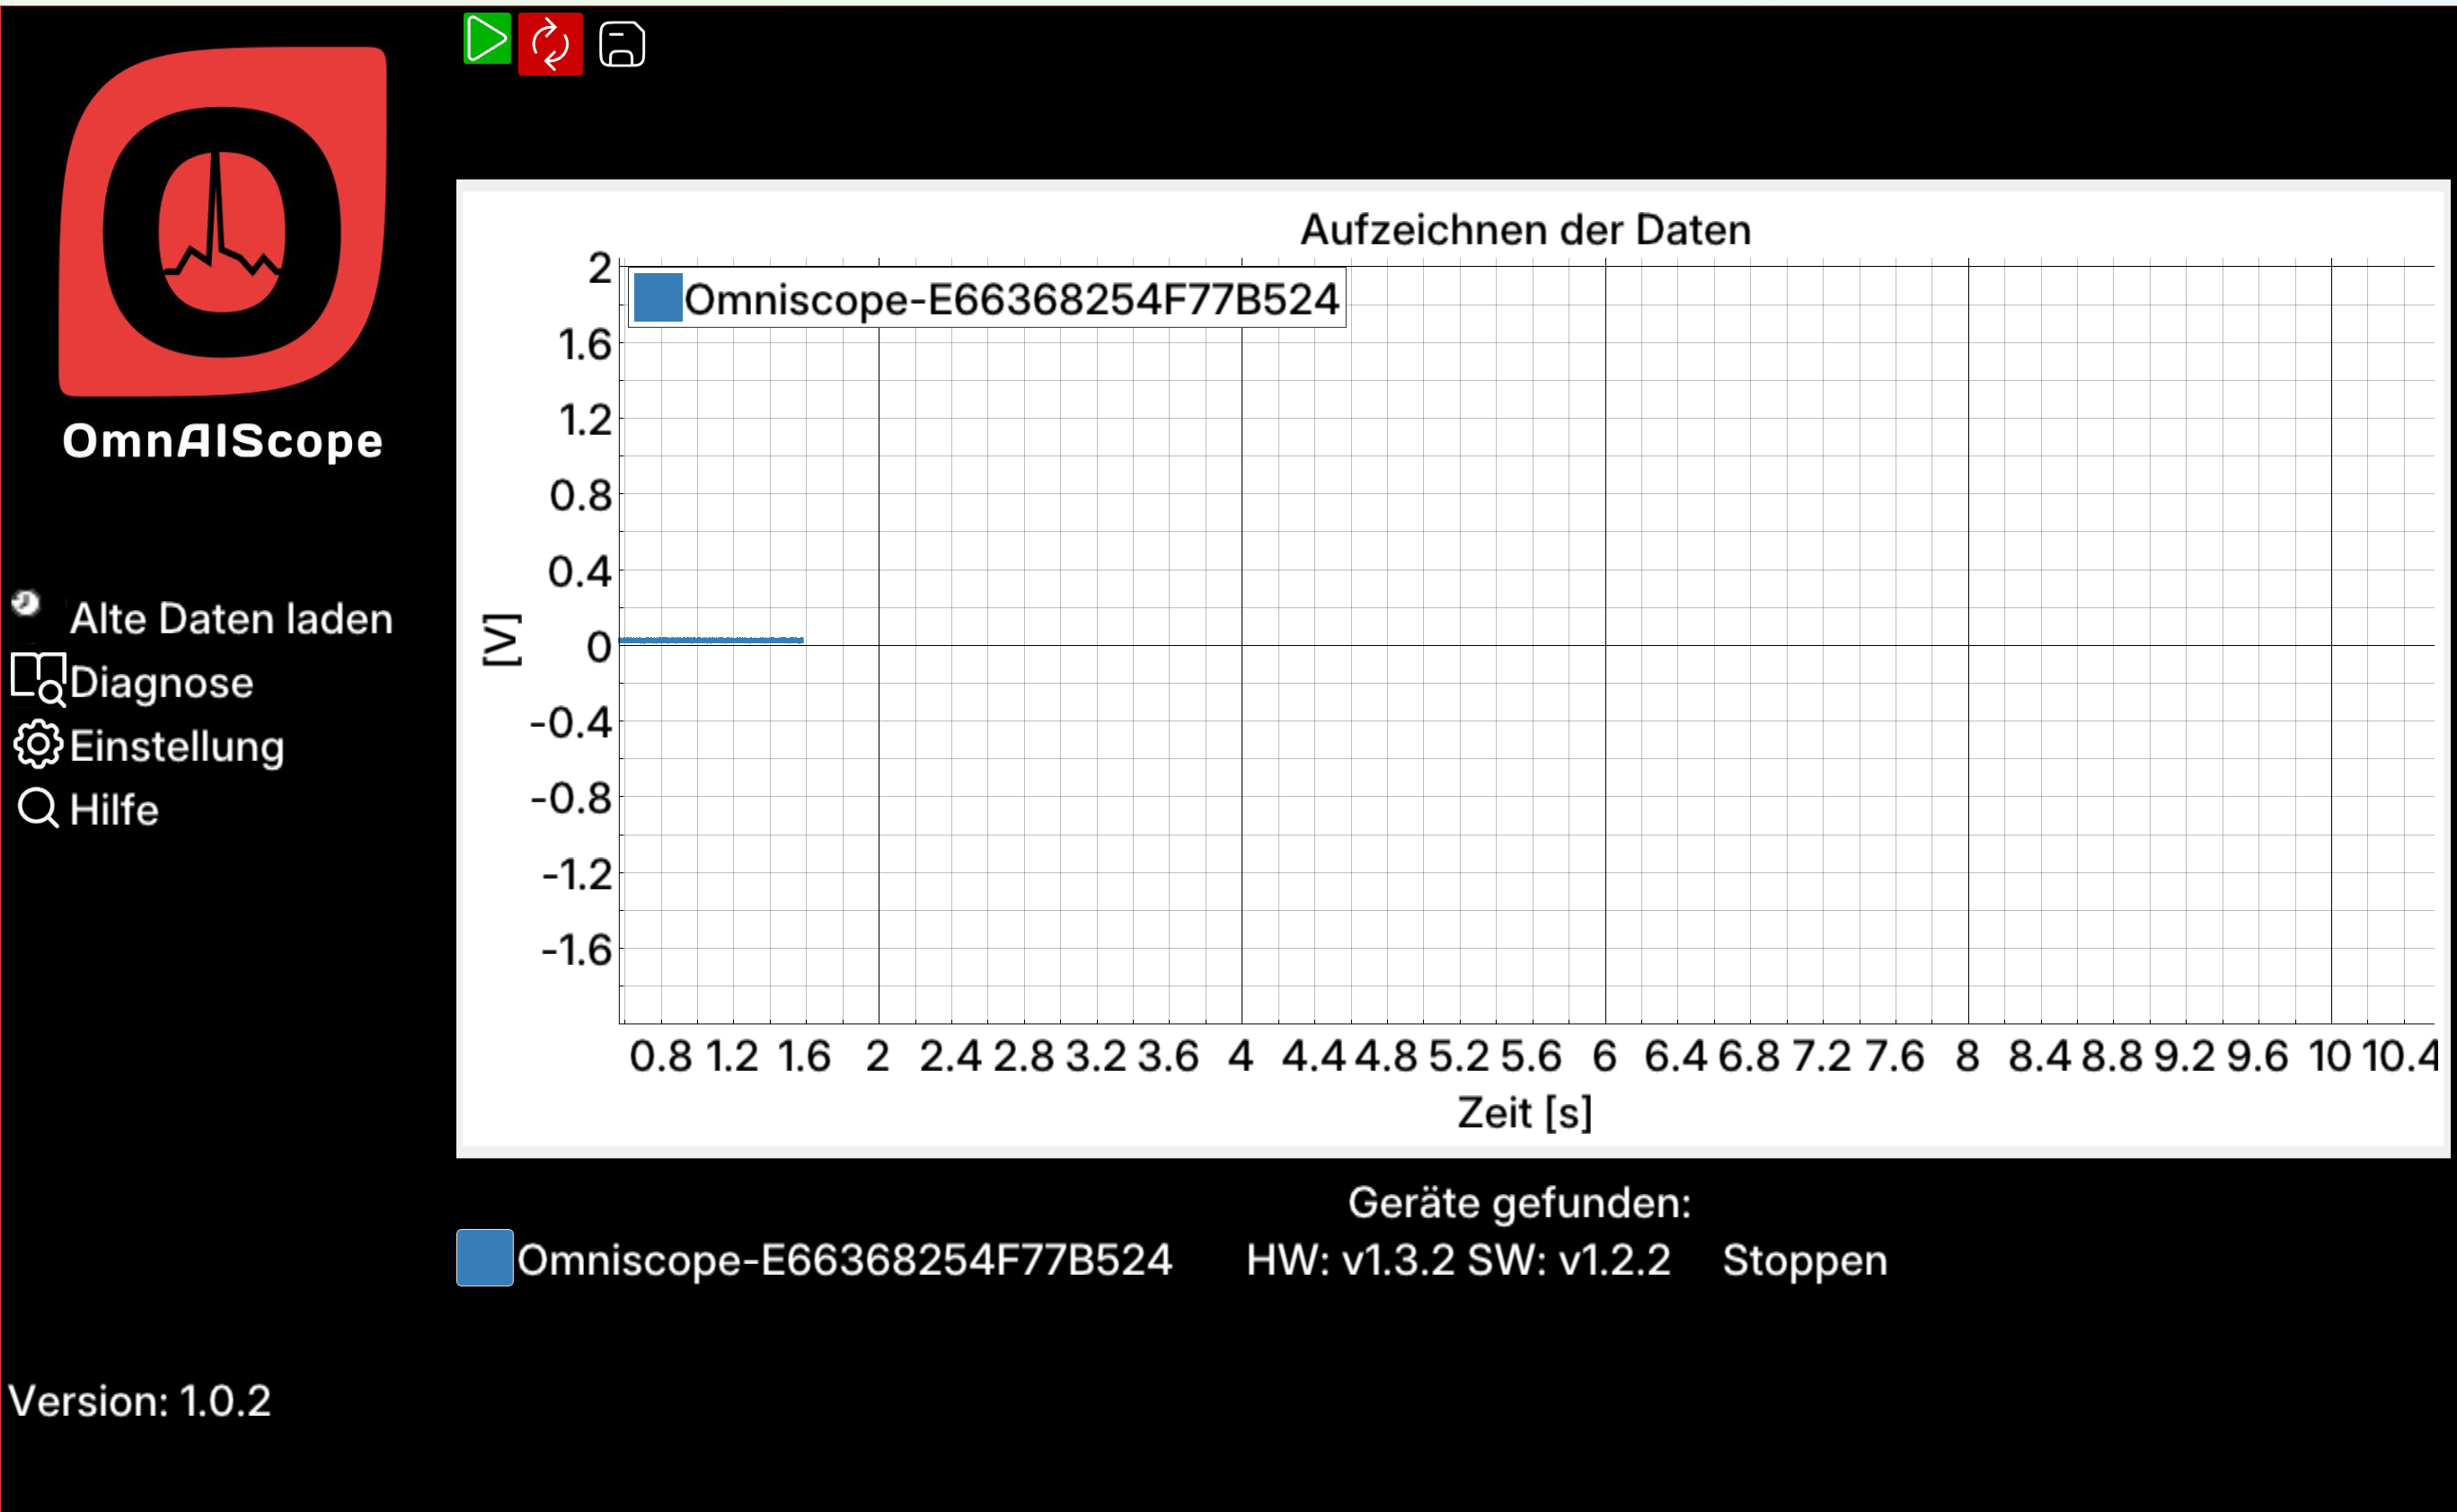 OmnAIScope
Alte Daten laden
Diagnose
Einstellung
Hilfe
Version: 1.0.2
Aufzeichnen der Daten
Omniscope-E66368254F77B524
2
1.6
1.2
0.8
0.4
0
-0.4
-0.8
-1.2
-1.6
[V]
0.8 1.2 1.6 2 2.4 2.8 3.2 3.6 4 4.4 4.8 5.2 5.6 6 6.4 6.8 7.2 7.6 8 8.4 8.8 9.2 9.6 10 10.4
Zeit [s]
Geräte gefunden:
Omniscope-E66368254F77B524 HW: v1.3.2 SW: v1.2.2 Stoppen